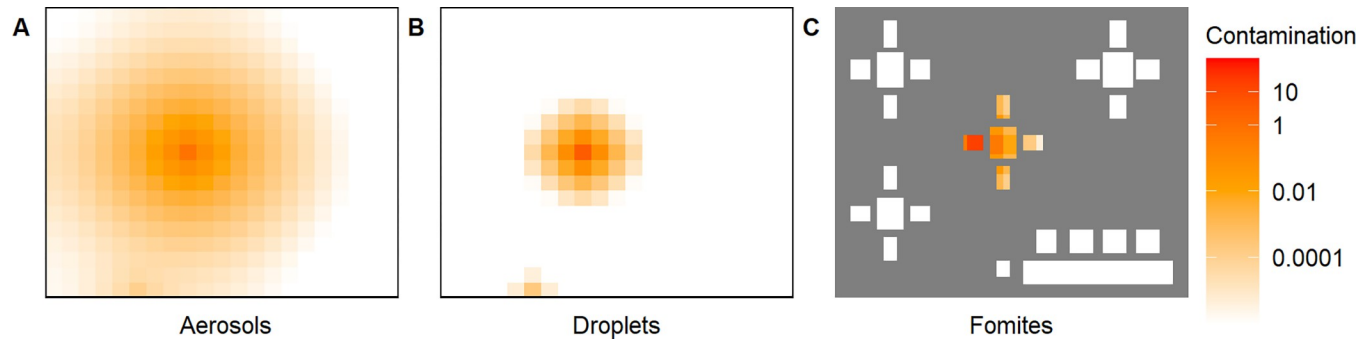 A
B
C
Contamination
10
1
0.01
0.0001
Aerosols
Droplets
Fomites